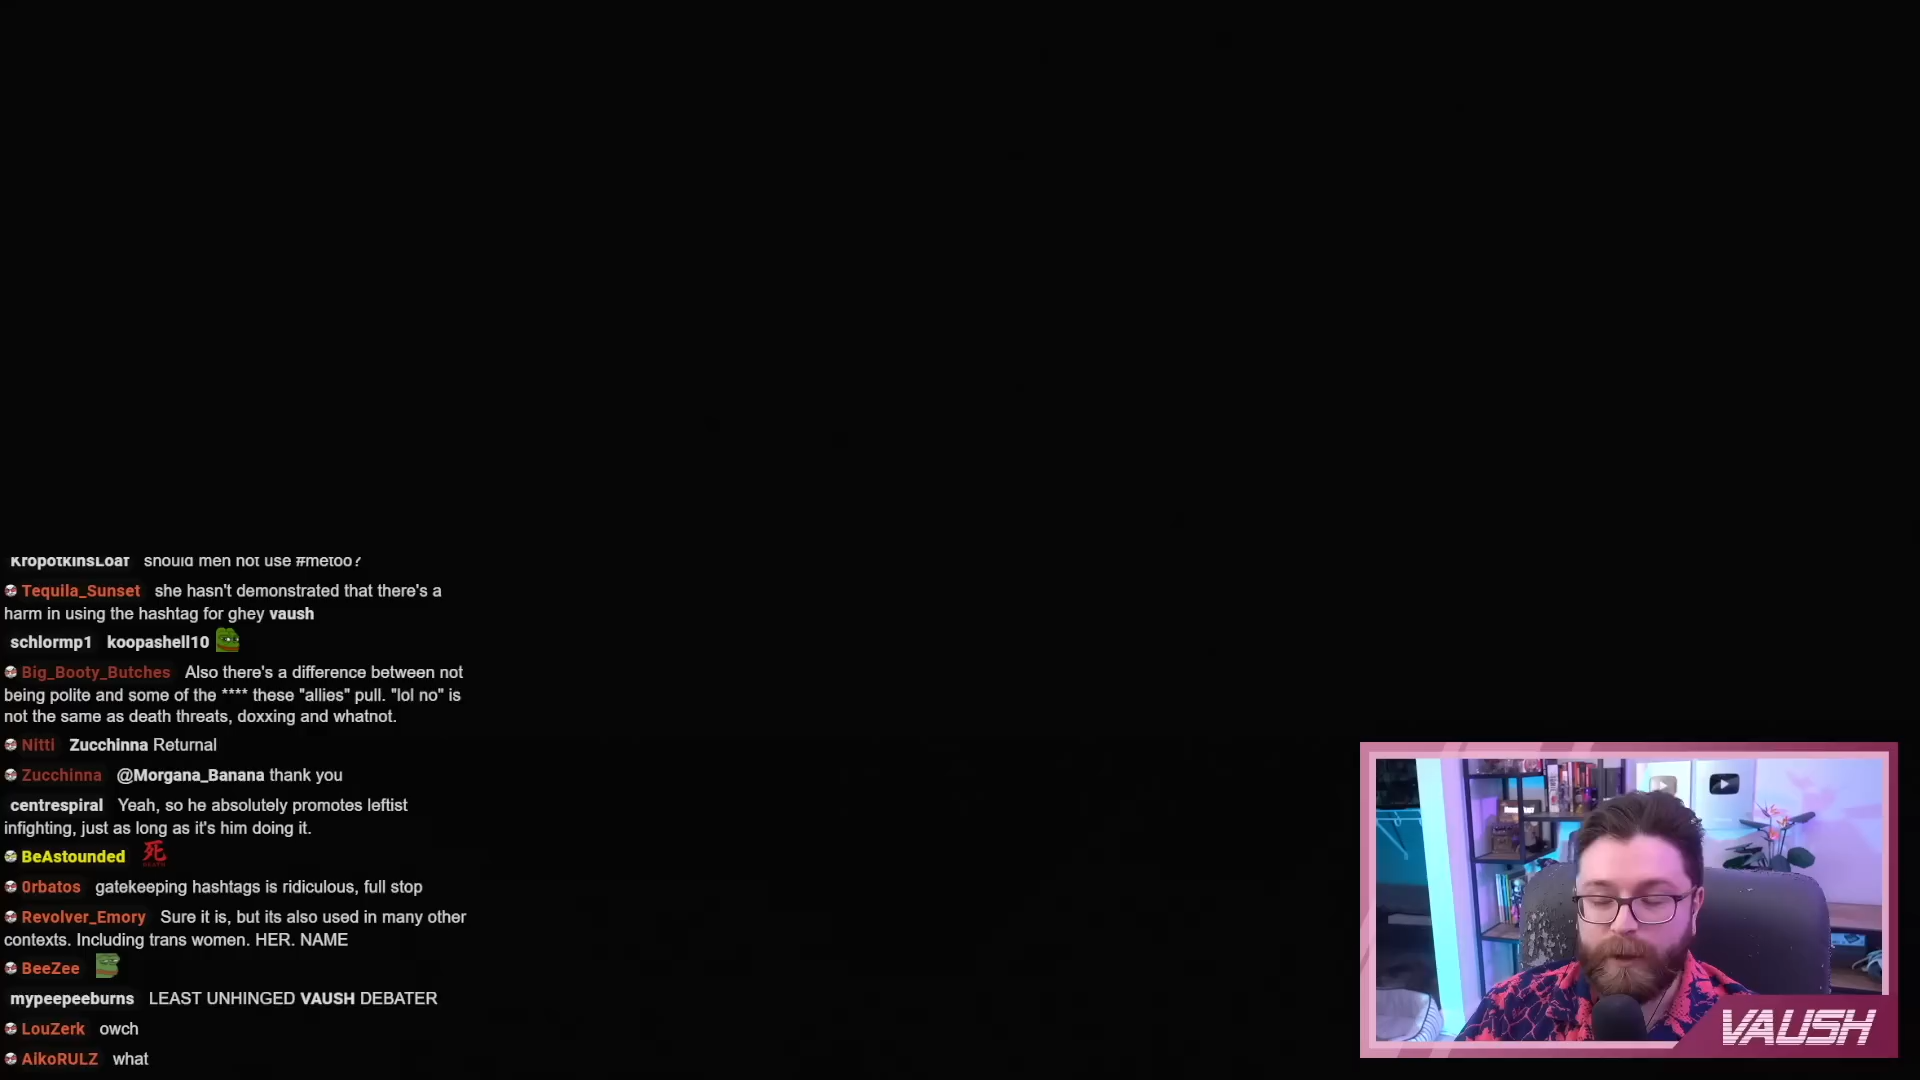 KropotkinsLoaf should men not use #metoo?
Tequila_Sunset she hasn't demonstrated that there's a
harm in using the hashtag for ghey vaush
schlormp1 koopashell10
Big_Booty_Butches Also there's a difference between not
being polite and some of the **** these "allies" pull. "lol no" is
not the same as death threats, doxxing and whatnot.
Nitti Zucchinna Returnal
Zucchinna @Morgana_Banana thank you
centrespiral Yeah, so he absolutely promotes leftist
infighting, just as long as it's him doing it.
BeAstounded 死
0rbatos gatekeeping hashtags is ridiculous, full stop
Revolver_Emory Sure it is, but its also used in many other
contexts. Including trans women. HER. NAME
BeeZee
mypeepeeburns LEAST UNHINGED VAUSH DEBATER
LouZerk owch
AikoRULZ what
VAUSH